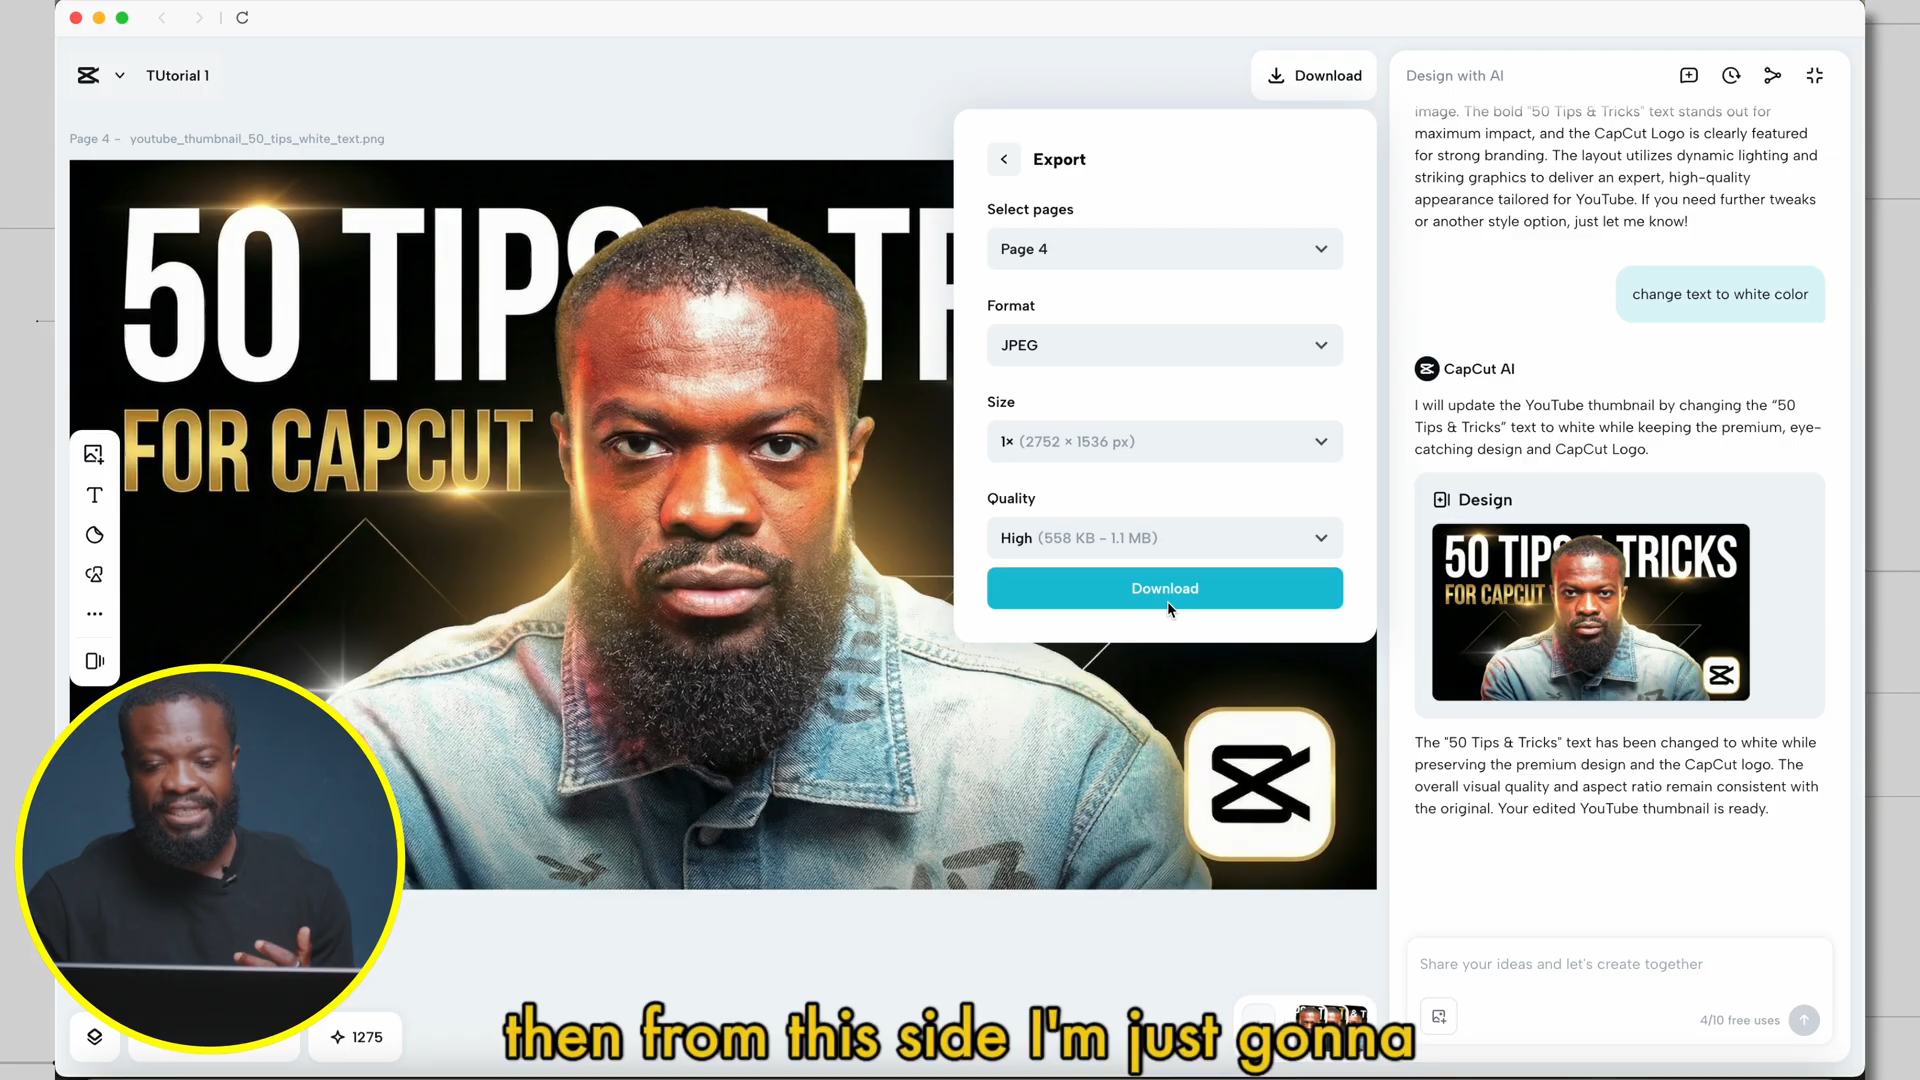 TUtorial 1
Download
Page 4 - youtube_thumbnail_50_tips_white_text.png
50 TIPS & TR
FOR CAPCUT
Export
Select pages
Page 4
Format
JPEG
Size
1× (2752 × 1536 px)
Quality
High (558 KB - 1.1 MB)
Download
Design with AI
image. The bold "50 Tips & Tricks" text stands out for
maximum impact, and the CapCut Logo is clearly featured
for strong branding. The layout utilizes dynamic lighting and
striking graphics to deliver an expert, high-quality
appearance tailored for YouTube. If you need further tweaks
or another style option, just let me know!
change text to white color
CapCut AI
I will update the YouTube thumbnail by changing the “50
Tips & Tricks” text to white while keeping the premium, eye-
catching design and CapCut Logo.
Design
50 TIPS & TRICKS
FOR CAPCUT
The "50 Tips & Tricks" text has been changed to white while
preserving the premium design and the CapCut logo. The
overall visual quality and aspect ratio remain consistent with
the original. Your edited YouTube thumbnail is ready.
Share your ideas and let's create together
4/10 free uses
1275
then from this side I'm just gonna